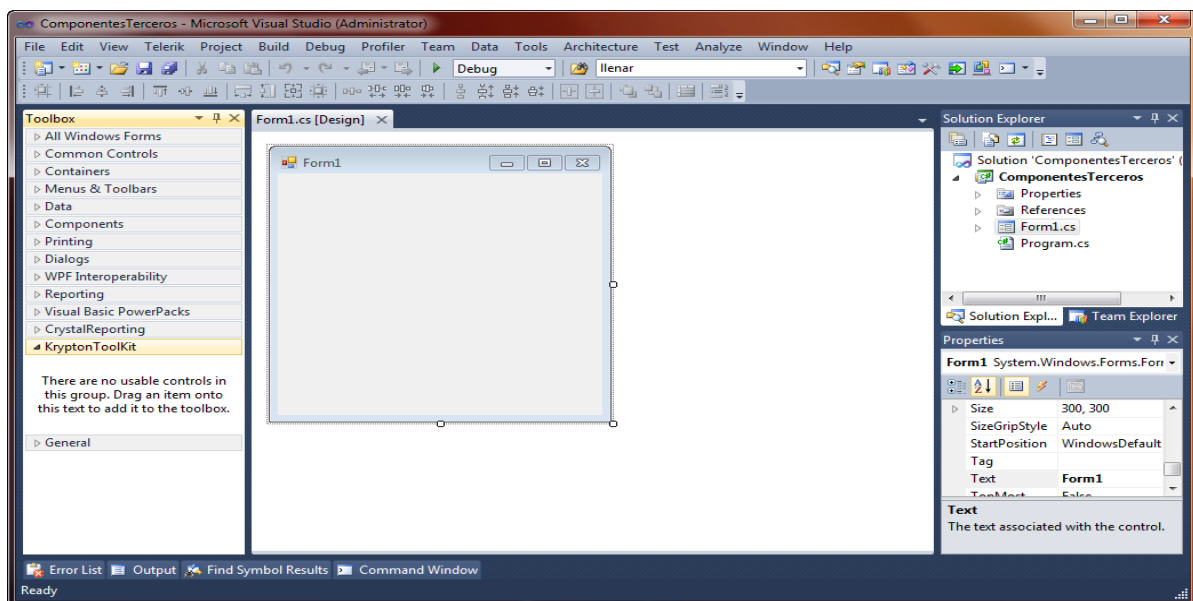 ComponentesTerceros - Microsoft Visual Studio (Administrator)
File Edit View Telerik Project Build Debug Profiler Team Data Tools Architecture Test Analyze Window Help
Debug llenar
Toolbox
All Windows Forms
Common Controls
Containers
Menus & Toolbars
Data
Components
Printing
Dialogs
WPF Interoperability
Reporting
Visual Basic PowerPacks
CrystalReporting
KryptonToolKit
There are no usable controls in
this group. Drag an item onto
this text to add it to the toolbox.
General
Form1.cs [Design]
Form1
Solution Explorer
Solution 'ComponentesTerceros' (
ComponentesTerceros
Properties
References
Form1.cs
Program.cs
Solution Expl... Team Explorer
Properties
Form1 System.Windows.Forms.Forr
Size 300, 300
SizeGripStyle Auto
StartPosition WindowsDefault
Tag
Text Form1
TopMost False
Text
The text associated with the control.
Error List Output Find Symbol Results Command Window
Ready